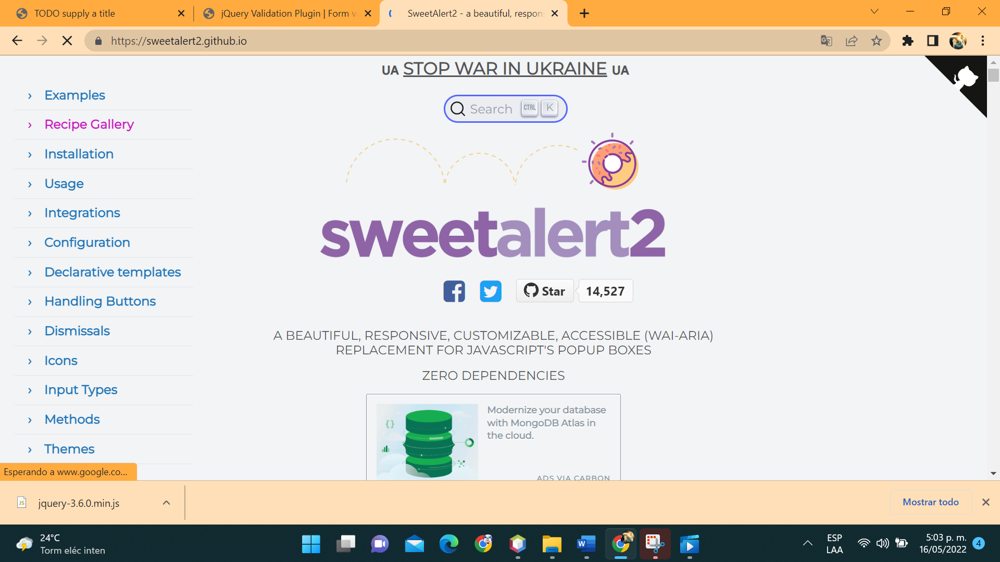 TODO supply a title
jQuery Validation Plugin | Form v
SweetAlert2 - a beautiful, respon
https://sweetalert2.github.io
UA STOP WAR IN UKRAINE UA
Search CTRL K
Examples
Recipe Gallery
Installation
Usage
Integrations
Configuration
Declarative templates
Handling Buttons
Dismissals
Icons
Input Types
Methods
Themes
sweetalert2
Star 14,527
A BEAUTIFUL, RESPONSIVE, CUSTOMIZABLE, ACCESSIBLE (WAI-ARIA)
REPLACEMENT FOR JAVASCRIPT'S POPUP BOXES
ZERO DEPENDENCIES
{}
Modernize your database
with MongoDB Atlas in
the cloud.
ADS VIA CARBON
Esperando a www.google.co...
JS
jquery-3.6.0.min.js
Mostrar todo
24°C
Torm eléc inten
W
ESP
LAA
5:03 p. m.
16/05/2022
4